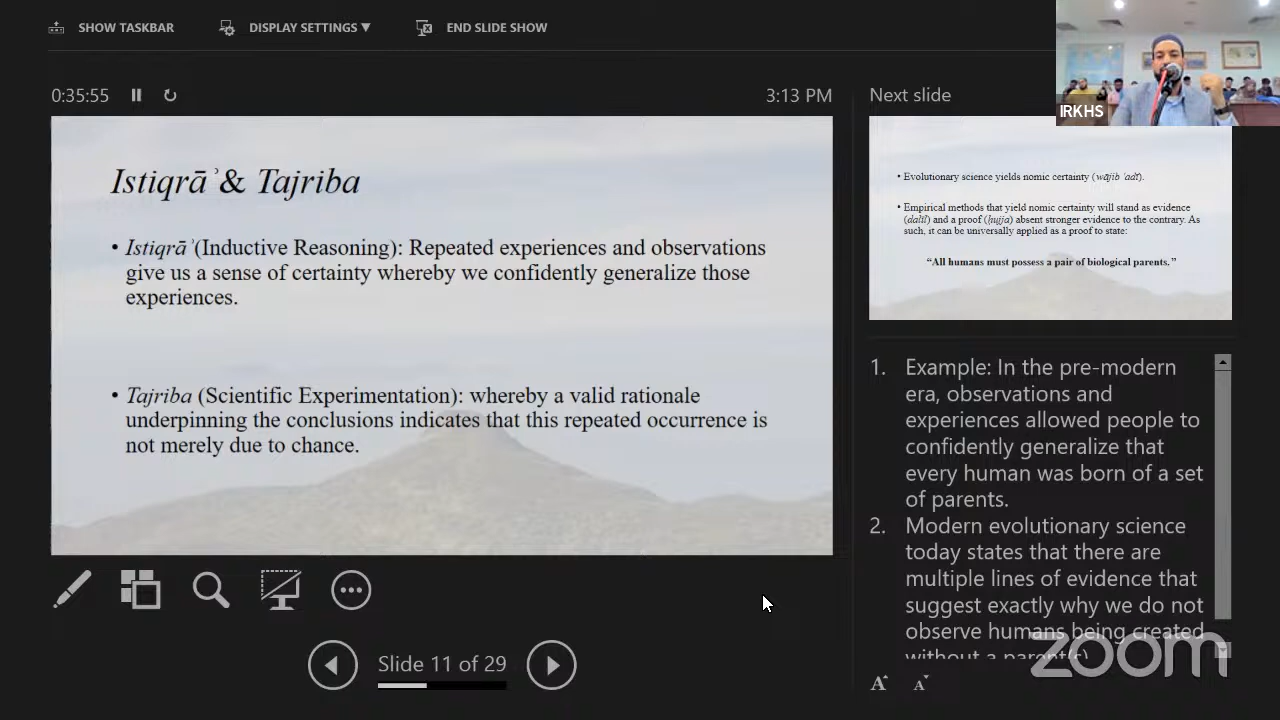 SHOW TASKBAR
DISPLAY SETTINGS ▼
END SLIDE SHOW
0:35:55
3:13 PM
Next slide
IRKHS
Istiqrāʾ & Tajriba
• Istiqrāʾ (Inductive Reasoning): Repeated experiences and observations
give us a sense of certainty whereby we confidently generalize those
experiences.
• Tajriba (Scientific Experimentation): whereby a valid rationale
underpinning the conclusions indicates that this repeated occurrence is
not merely due to chance.
• Evolutionary science yields nomic certainty (wājib ʿadī).
• Empirical methods that yield nomic certainty will stand as evidence
(dalīl) and a proof (ḥujja) absent stronger evidence to the contrary. As
such, it can be universally applied as a proof to state:
“All humans must possess a pair of biological parents.”
1. Example: In the pre-modern
era, observations and
experiences allowed people to
confidently generalize that
every human was born of a set
of parents.
2. Modern evolutionary science
today states that there are
multiple lines of evidence that
suggest exactly why we do not
observe humans being created
without a parent(s)
Slide 11 of 29
A A
zoom